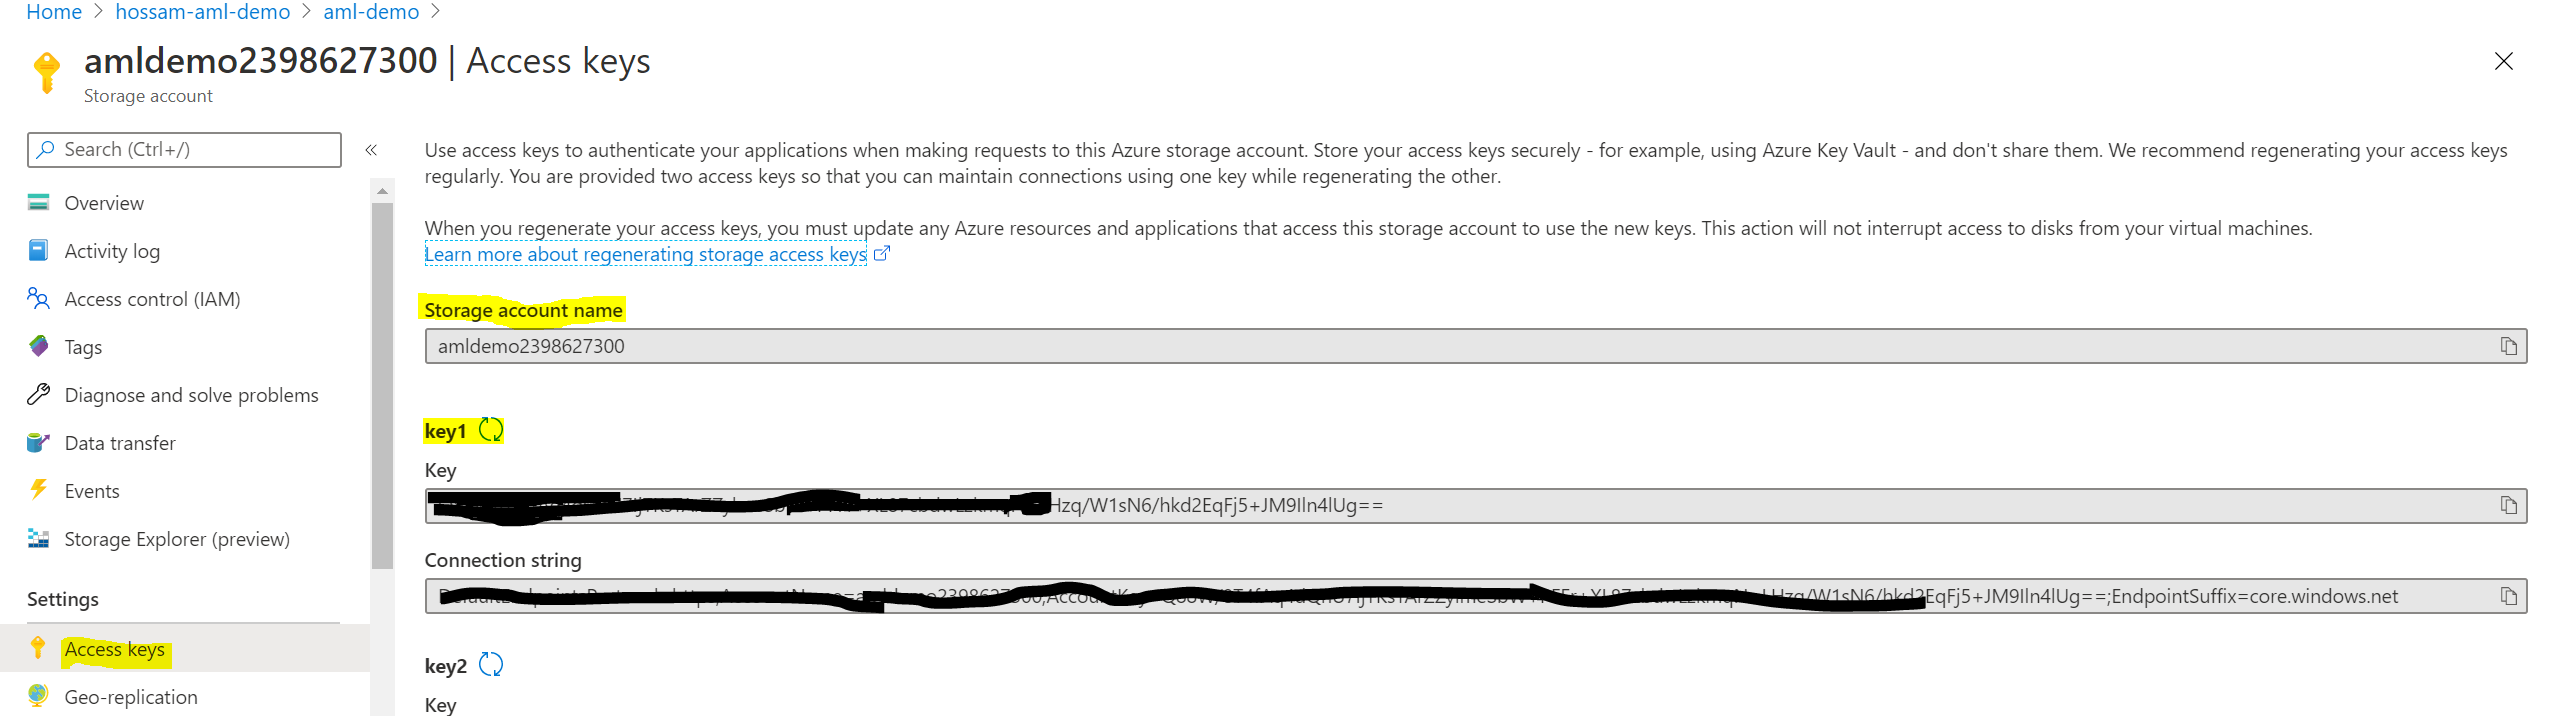 Home > hossam-aml-demo > aml-demo >
amldemo2398627300 | Access keys
Storage account
Search (Ctrl+/)
«
Overview
Activity log
Access control (IAM)
Tags
Diagnose and solve problems
Data transfer
Events
Storage Explorer (preview)
Settings
Access keys
Geo-replication
Use access keys to authenticate your applications when making requests to this Azure storage account. Store your access keys securely - for example, using Azure Key Vault - and don't share them. We recommend regenerating your access keys
regularly. You are provided two access keys so that you can maintain connections using one key while regenerating the other.
When you regenerate your access keys, you must update any Azure resources and applications that access this storage account to use the new keys. This action will not interrupt access to disks from your virtual machines.
Learn more about regenerating storage access keys
Storage account name
amldemo2398627300
key1
Key
Hzq/W1sN6/hkd2EqFj5+JM9Iln4lUg==
Connection string
EqFj5+JM9Iln4lUg==;EndpointSuffix=core.windows.net
key2
Key